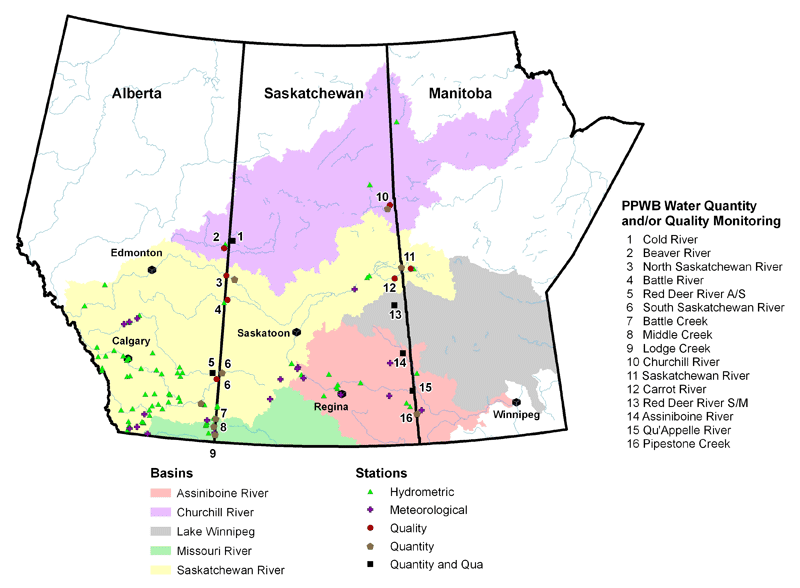 Alberta
Saskatchewan
Manitoba
10
2
1
Edmonton
11
3
12
4
13
Saskatoon
Calgary
14
5
6
6
15
Regina
16
Winnipeg
7
8
9
PPWB Water Quantity
and/or Quality Monitoring
1 Cold River
2 Beaver River
3 North Saskatchewan River
4 Battle River
5 Red Deer River A/S
6 South Saskatchewan River
7 Battle Creek
8 Middle Creek
9 Lodge Creek
10 Churchill River
11 Saskatchewan River
12 Carrot River
13 Red Deer River S/M
14 Assiniboine River
15 Qu'Appelle River
16 Pipestone Creek
Basins
Assiniboine River
Churchill River
Lake Winnipeg
Missouri River
Saskatchewan River
Stations
Hydrometric
Meteorological
Quality
Quantity
Quantity and Qua